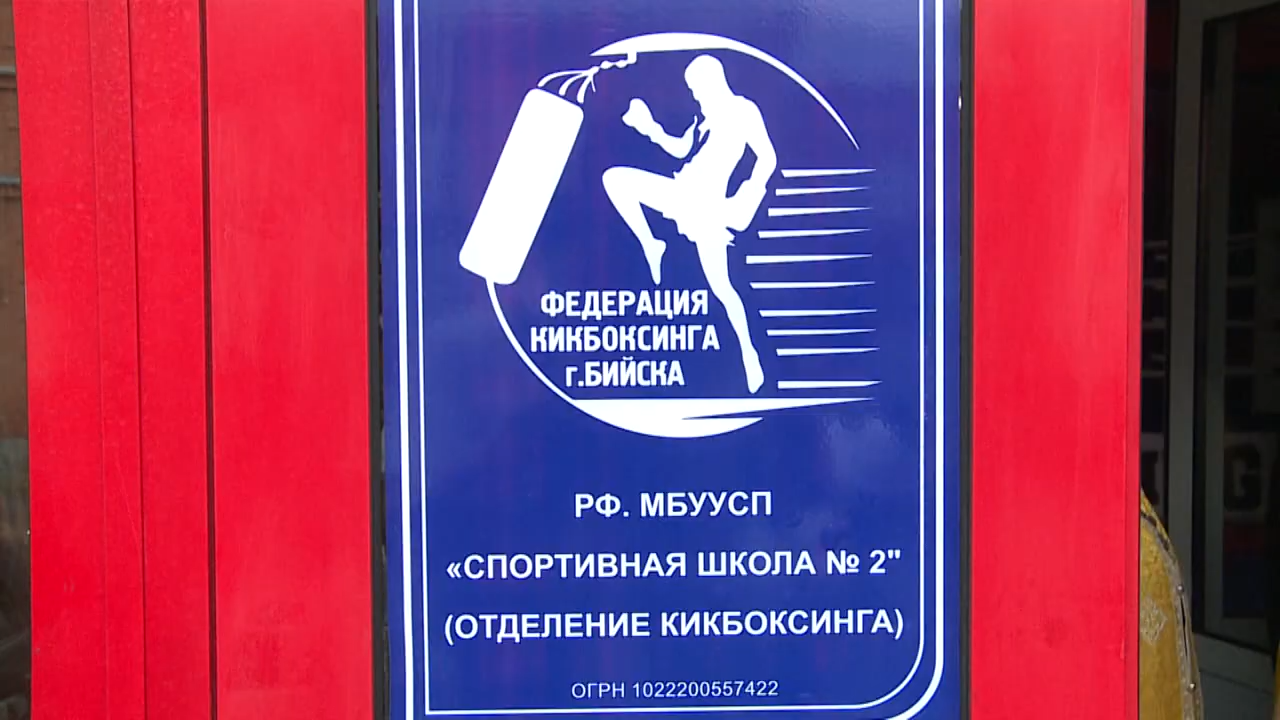 ФЕДЕРАЦИЯ
КИКБОКСИНГА
г.БИЙСКА
РФ. МБУУСП
«СПОРТИВНАЯ ШКОЛА № 2"
(ОТДЕЛЕНИЕ КИКБОКСИНГА)
ОГРН 1022200557422